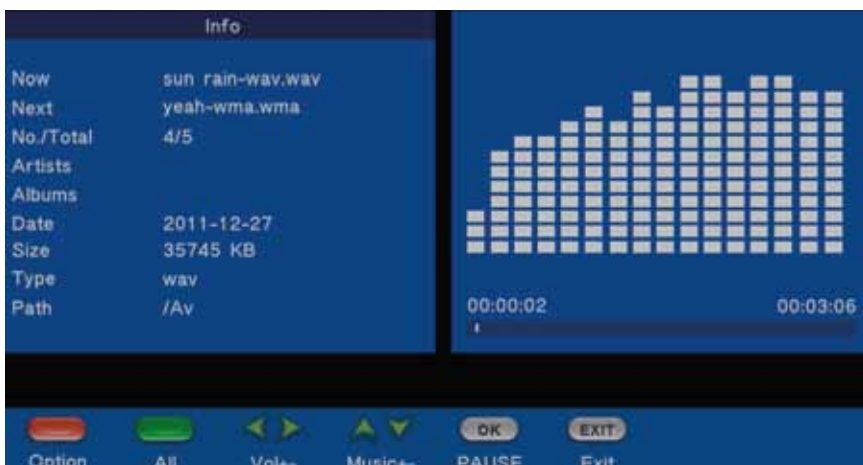 Info
Now sun rain-wav.wav
Next yeah-wma.wma
No./Total 4/5
Artists
Albums
Date 2011-12-27
Size 35745 KB
Type wav
Path /Av
00:00:02 00:03:06
OK EXIT
Option All Vol+- Music+- PAUSE Exit